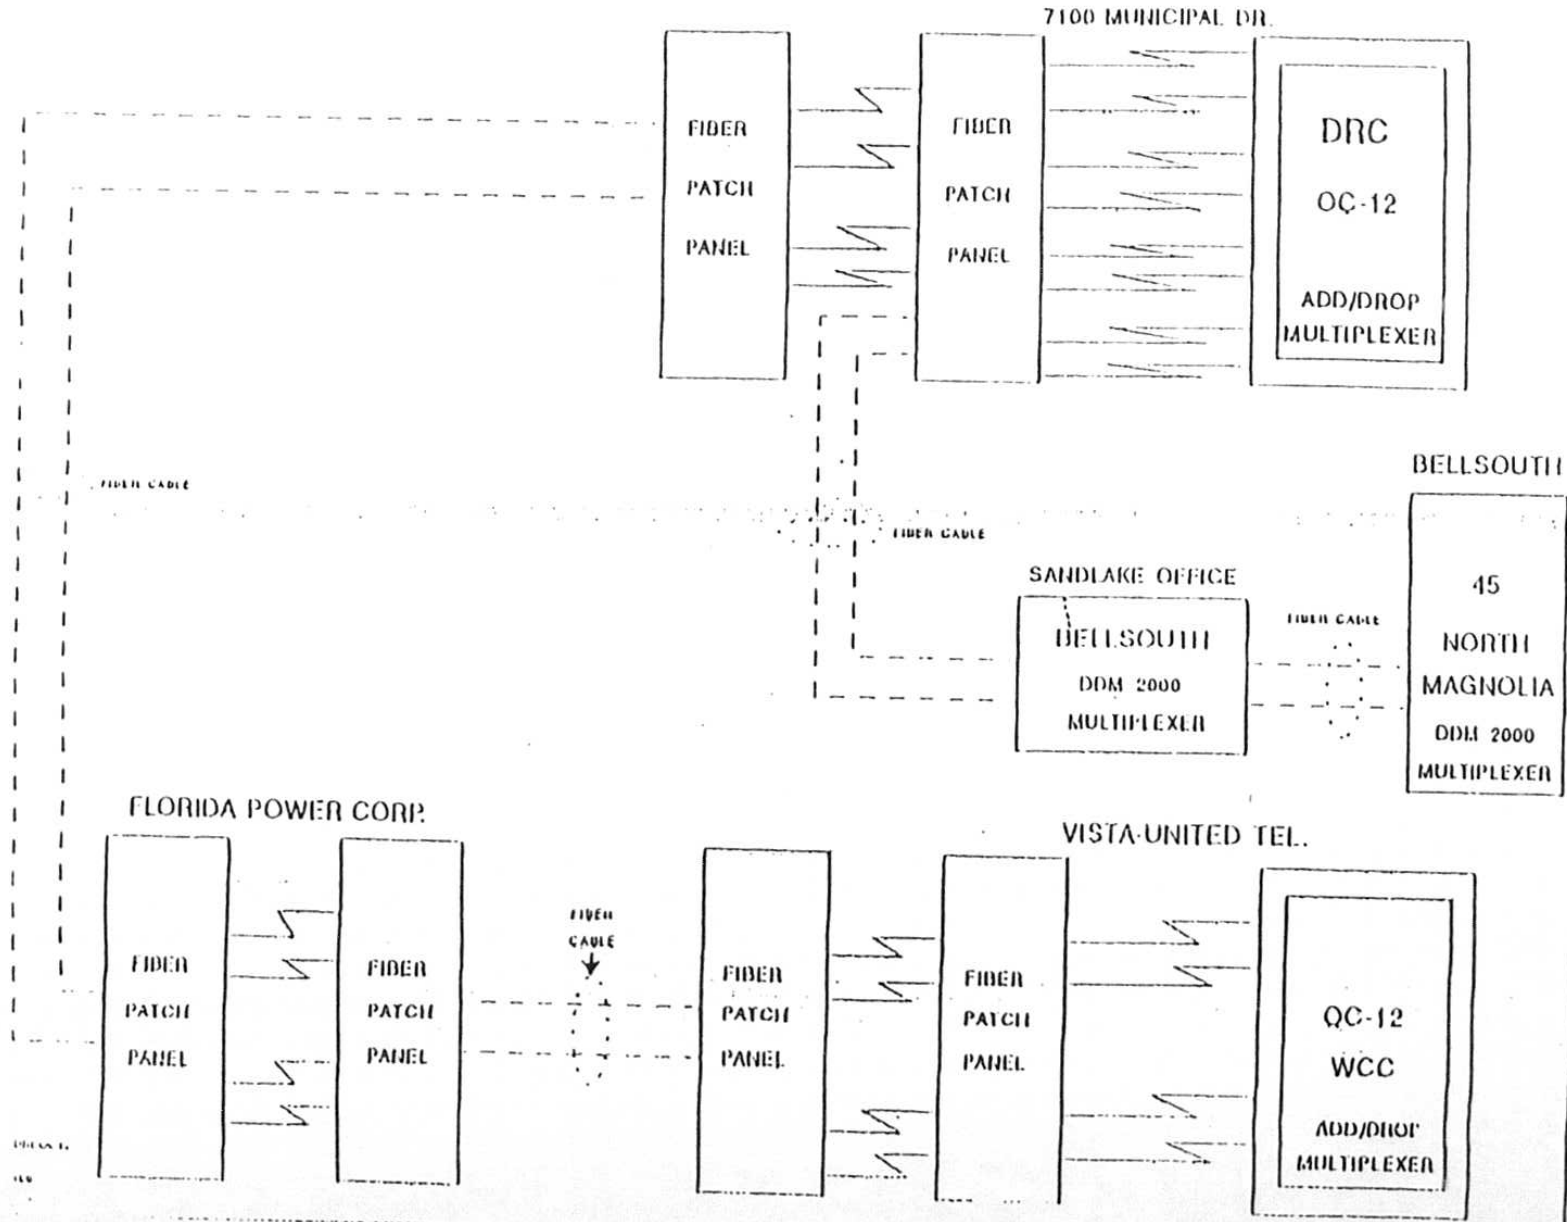 7100 MUNICIPAL DR.
FIBER
PATCH
PANEL
FIBER
PATCH
PANEL
DRC
OC-12
ADD/DROP
MULTIPLEXER
FIBER CABLE
FIBER CABLE
BELLSOUTH
45
NORTH
MAGNOLIA
DDM 2000
MULTIPLEXER
SANDLAKE OFFICE
BELLSOUTH
DDM 2000
MULTIPLEXER
FIBER CABLE
FLORIDA POWER CORP.
FIBER
PATCH
PANEL
FIBER
PATCH
PANEL
FIBER
CABLE
VISTA-UNITED TEL.
FIBER
PATCH
PANEL
FIBER
PATCH
PANEL
OC-12
WCC
ADD/DROP
MULTIPLEXER